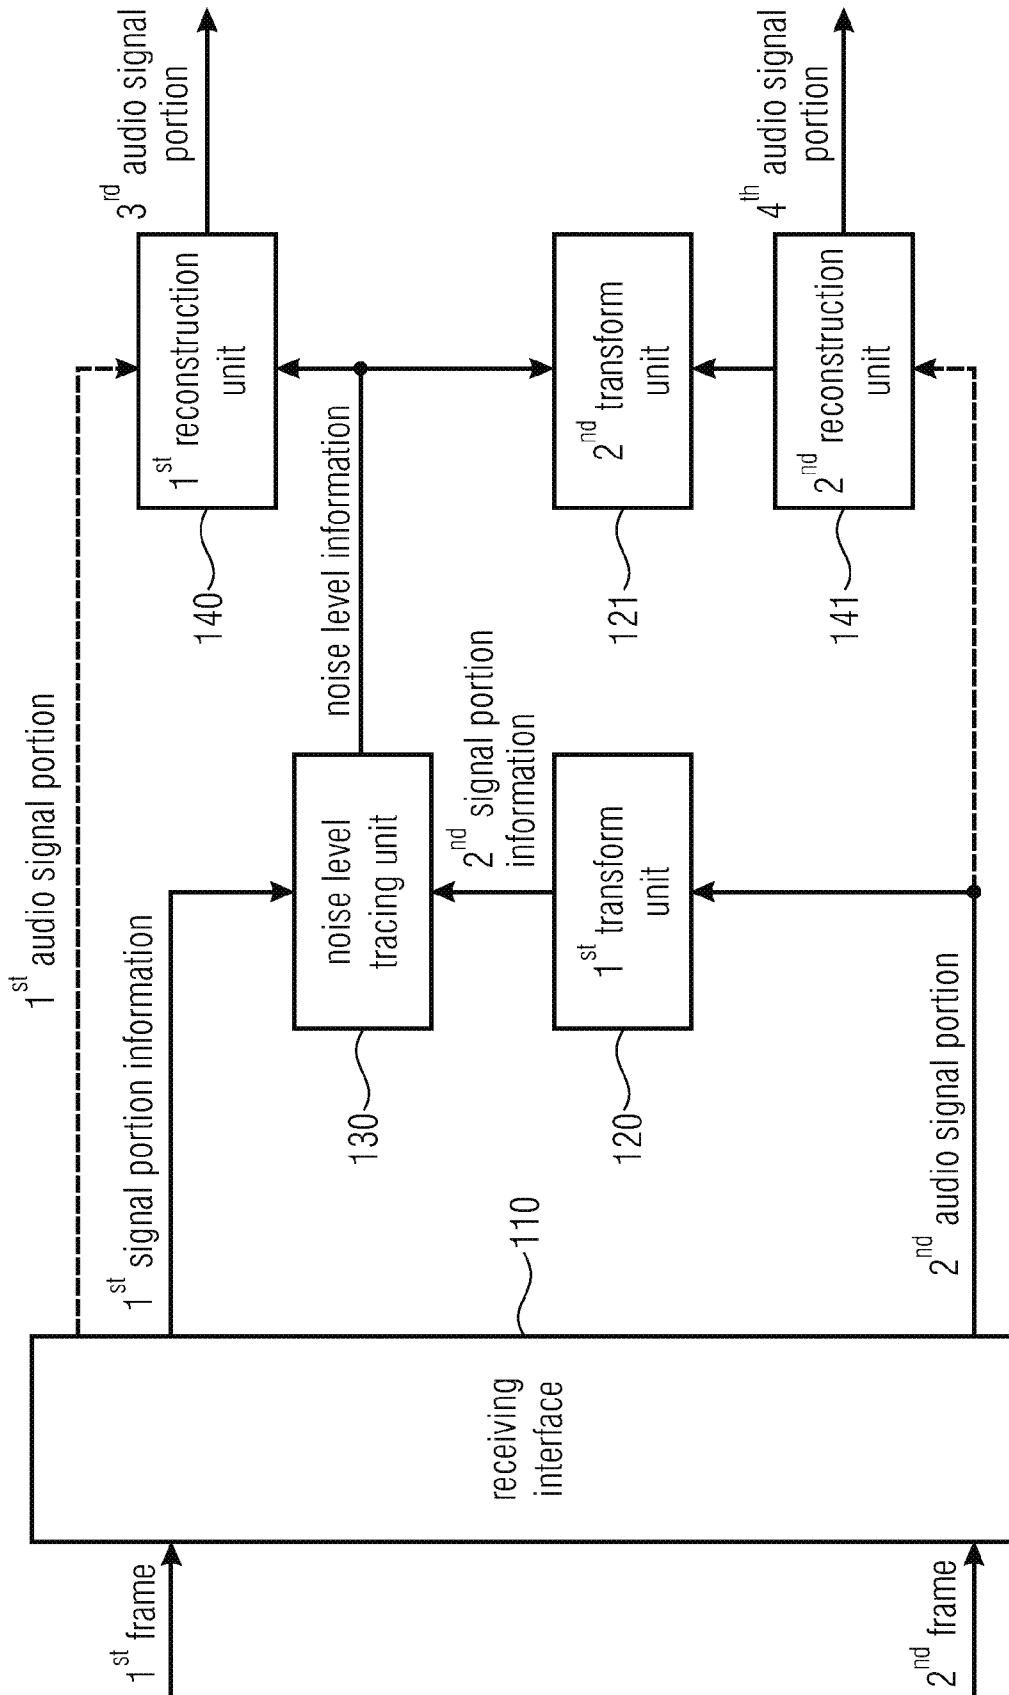 1st audio signal portion
1st signal portion information
1st frame
receiving
interface
110
2nd frame
2nd audio signal portion
noise level
tracing unit
130
2nd signal portion
information
1st transform
unit
120
noise level information
1st reconstruction
unit
140
3rd audio signal
portion
2nd transform
unit
121
2nd reconstruction
unit
141
4th audio signal
portion